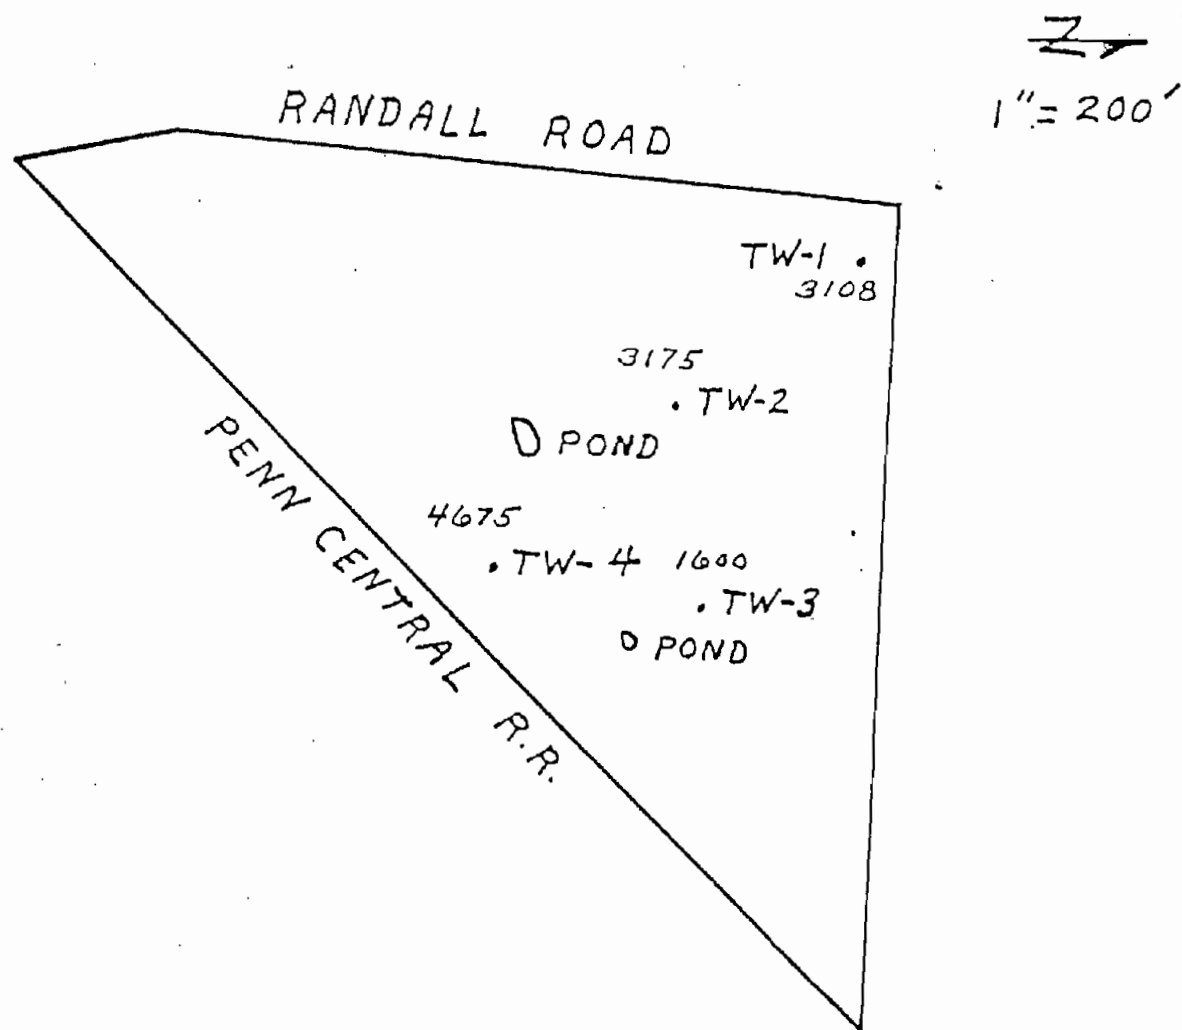 N
1"=200'
RANDALL ROAD
TW-1
3108
3175
TW-2
POND
4675
TW-4
1600
TW-3
POND
PENN CENTRAL R.R.